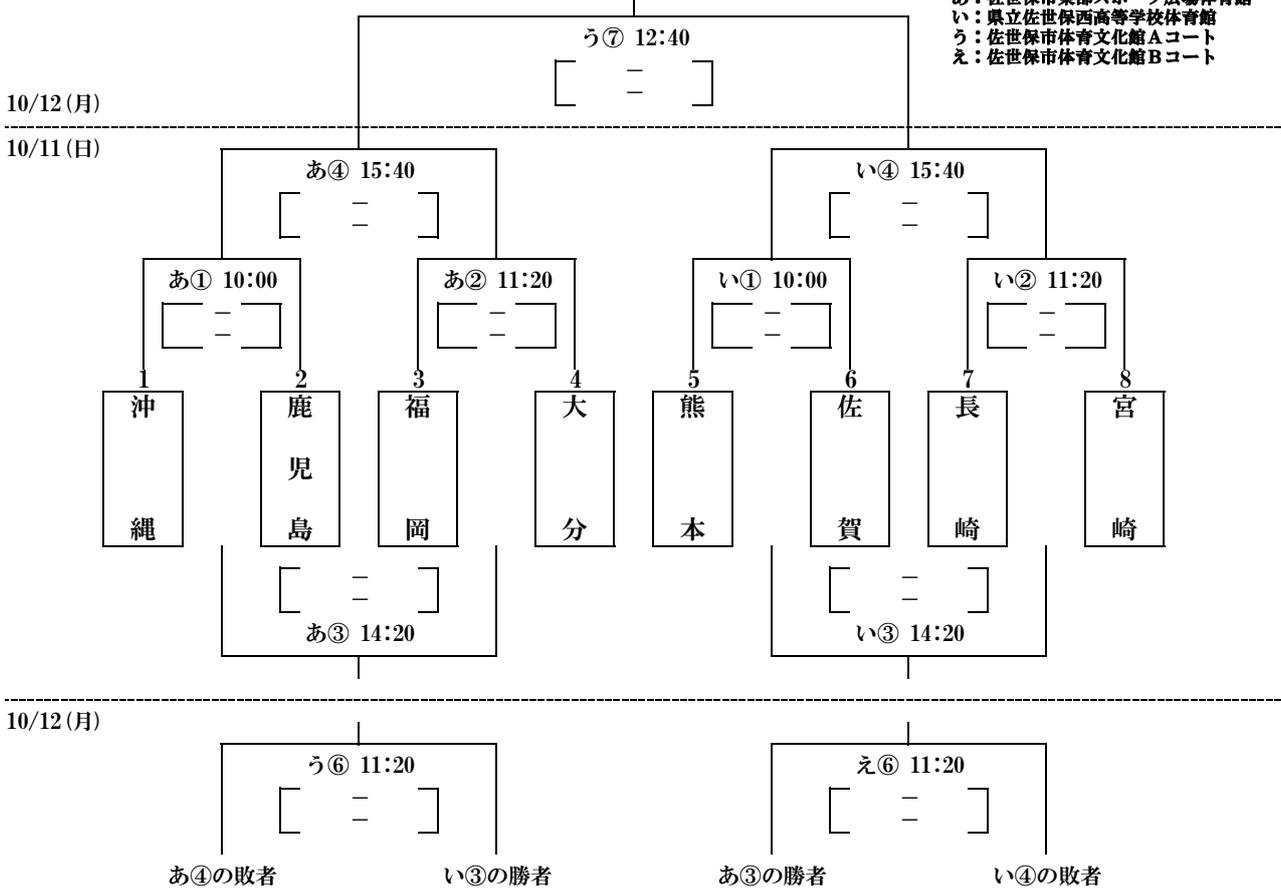 い：県立佐世保西高等学校体育館
う：佐世保市体育文化館Ａコート
え：佐世保市体育文化館Ｂコート
う⑦ 12:40
－
－
10/12(月)
10/11(日)
あ④ 15:40 い④ 15:40
－ －
－ －
あ① 10:00 あ② 11:20 い① 10:00 い② 11:20
－ － － －
－ － － －
1 2 3 4 5 6 7 8
沖縄 鹿児島 福岡 大分 熊本 佐賀 長崎 宮崎
－ －
－ －
あ③ 14:20 い③ 14:20
10/12(月)
う⑥ 11:20 え⑥ 11:20
－ －
－ －
あ④の敗者 い③の勝者 あ③の勝者 い④の敗者